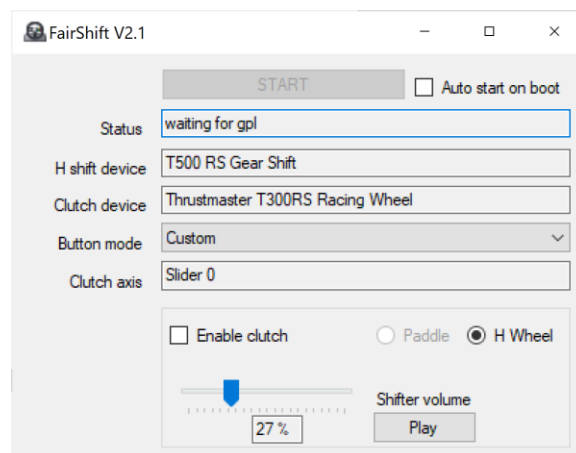 FairShift V2.1
START
Auto start on boot
Status
waiting for gpl
H shift device
T500 RS Gear Shift
Clutch device
Thrustmaster T300RS Racing Wheel
Button mode
Custom
Clutch axis
Slider 0
Enable clutch
Paddle
H Wheel
Shifter volume
27 %
Play